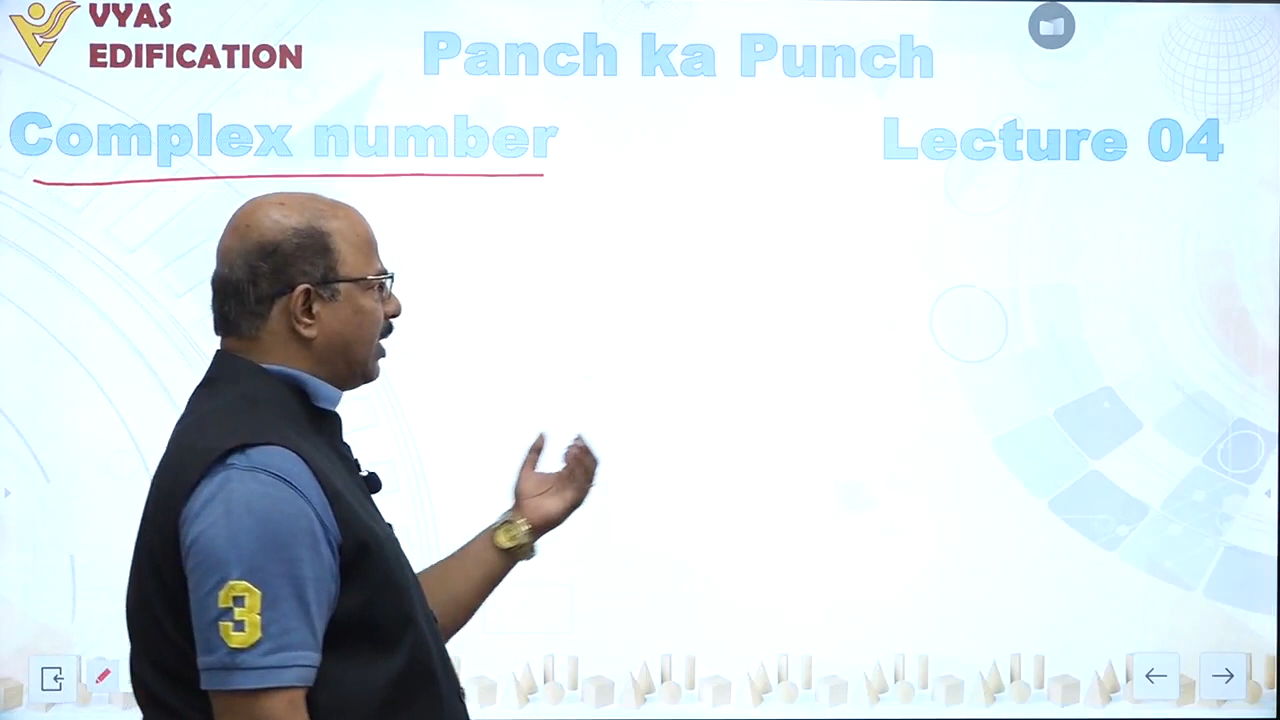 VYAS
EDIFICATION
Panch ka Punch
Complex number
Lecture 04
3